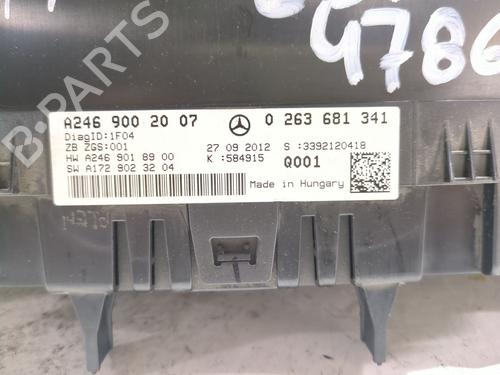 4786
A246 900 20 07 0 263 681 341
DiagID:1F04
ZB ZGS:001 27 09 2012 S :3392120418
HW A246 901 89 00 K :584915 Q001
SW A172 902 32 04
Made in Hungary
B-PARTS